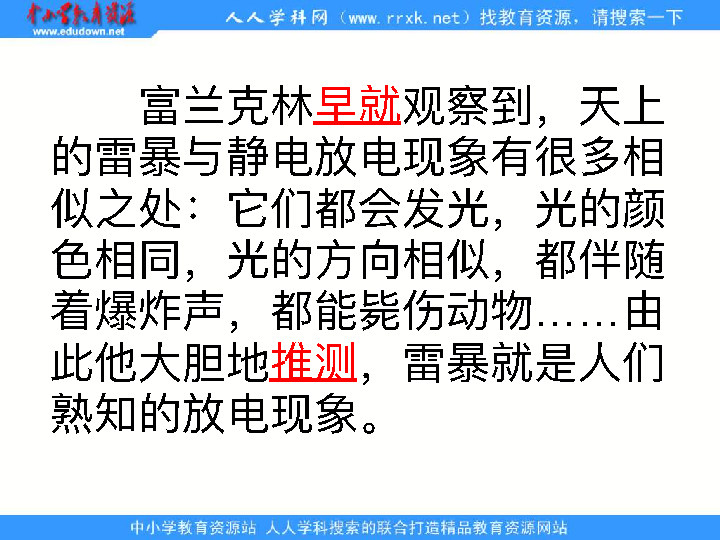 中小学教育资源
www.edudown.net
人人学科网（www.rrxk.net）找教育资源，请搜索一下
富兰克林早就观察到，天上
的雷暴与静电放电现象有很多相
似之处：它们都会发光，光的颜
色相同，光的方向相似，都伴随
着爆炸声，都能毙伤动物……由
此他大胆地推测，雷暴就是人们
熟知的放电现象。
中小学教育资源站 人人学科搜索的联合打造精品教育资源网站